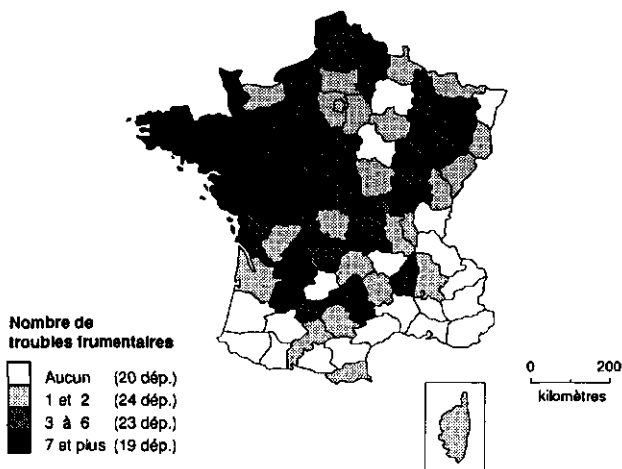 Nombre de
troubles frumentaires
Aucun (20 dép.)
1 et 2 (24 dép.)
3 à 6 (23 dép.)
7 et plus (19 dép.)
0 200
kilomètres